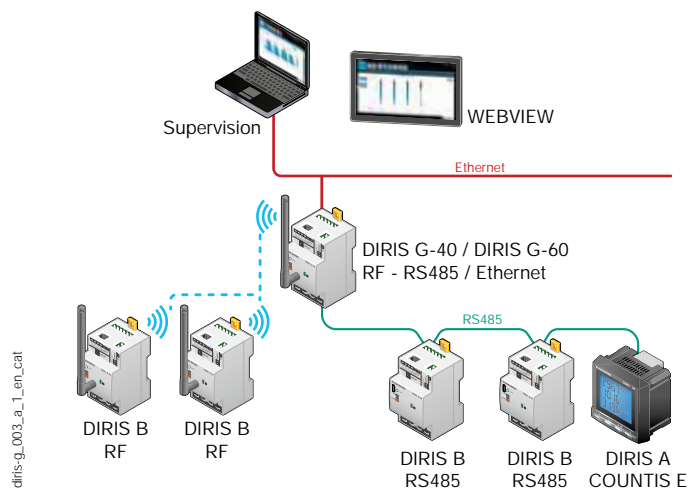 Supervision
WEBVIEW
Ethernet
DIRIS G-40 / DIRIS G-60
RF - RS485 / Ethernet
RS485
DIRIS B
RF
DIRIS B
RF
DIRIS B
RS485
DIRIS B
RS485
DIRIS A
COUNTIS E
diris-g_003_a_1_en_cat